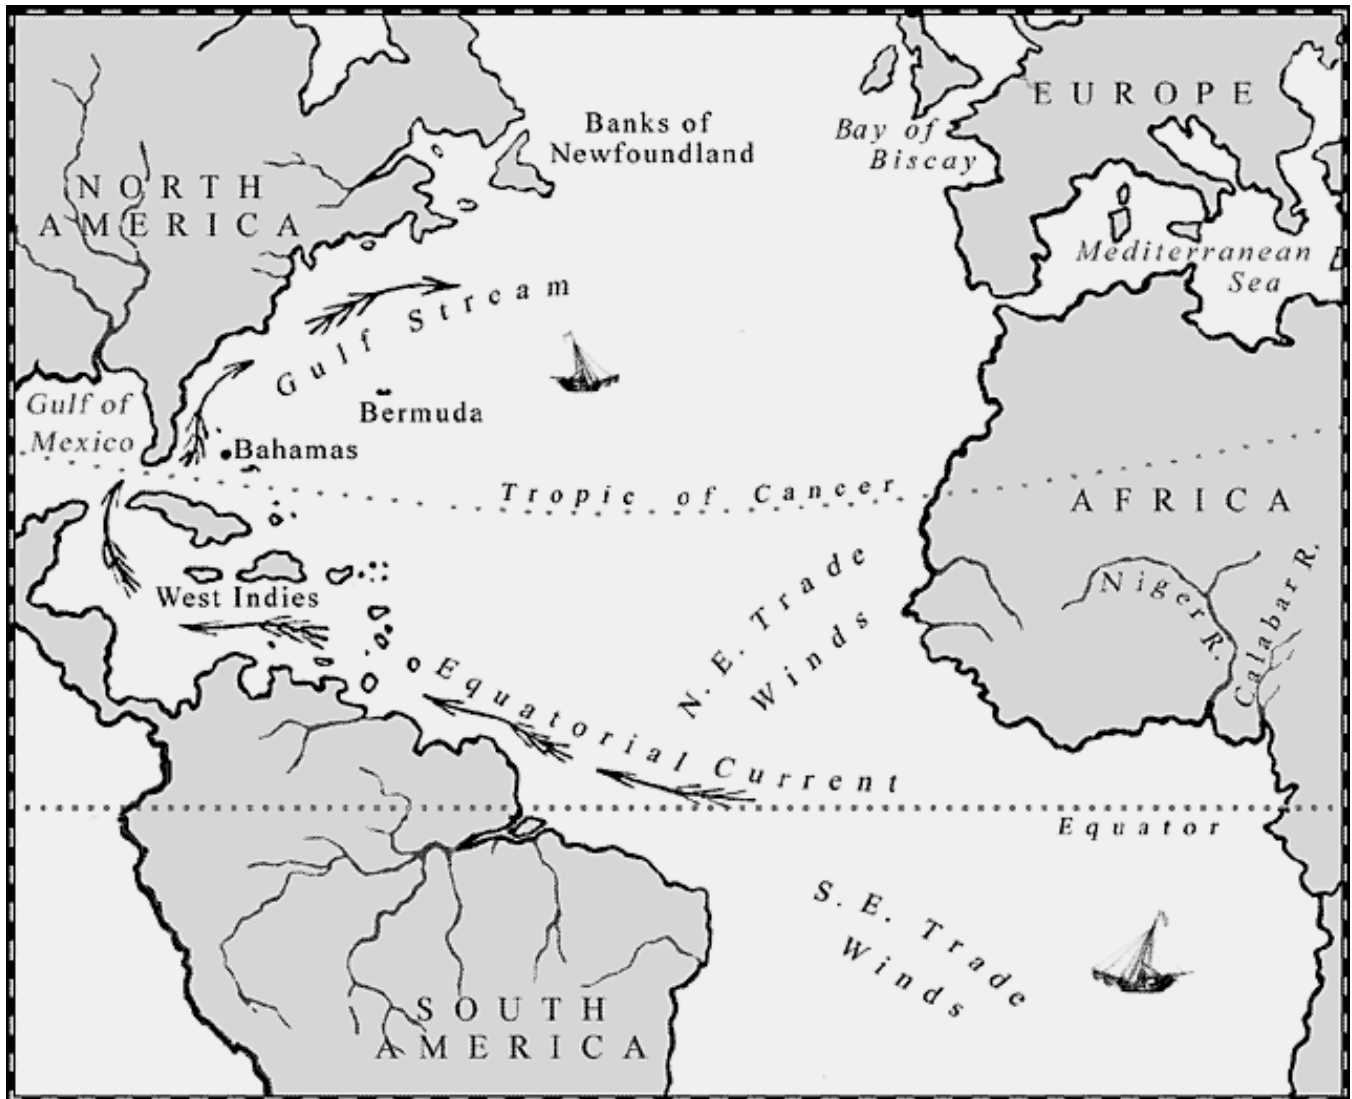 Banks of
Newfoundland
Bay of
Biscay
EUROPE
NORTH
AMERICA
Mediterranean
Sea
Gulf Stream
Gulf of
Mexico
Bermuda
Bahamas
Tropic of Cancer
AFRICA
West Indies
N. E. Trade
Winds
Niger R.
Calabar R.
Equatorial Current
Equator
S. E. Trade
Winds
SOUTH
AMERICA